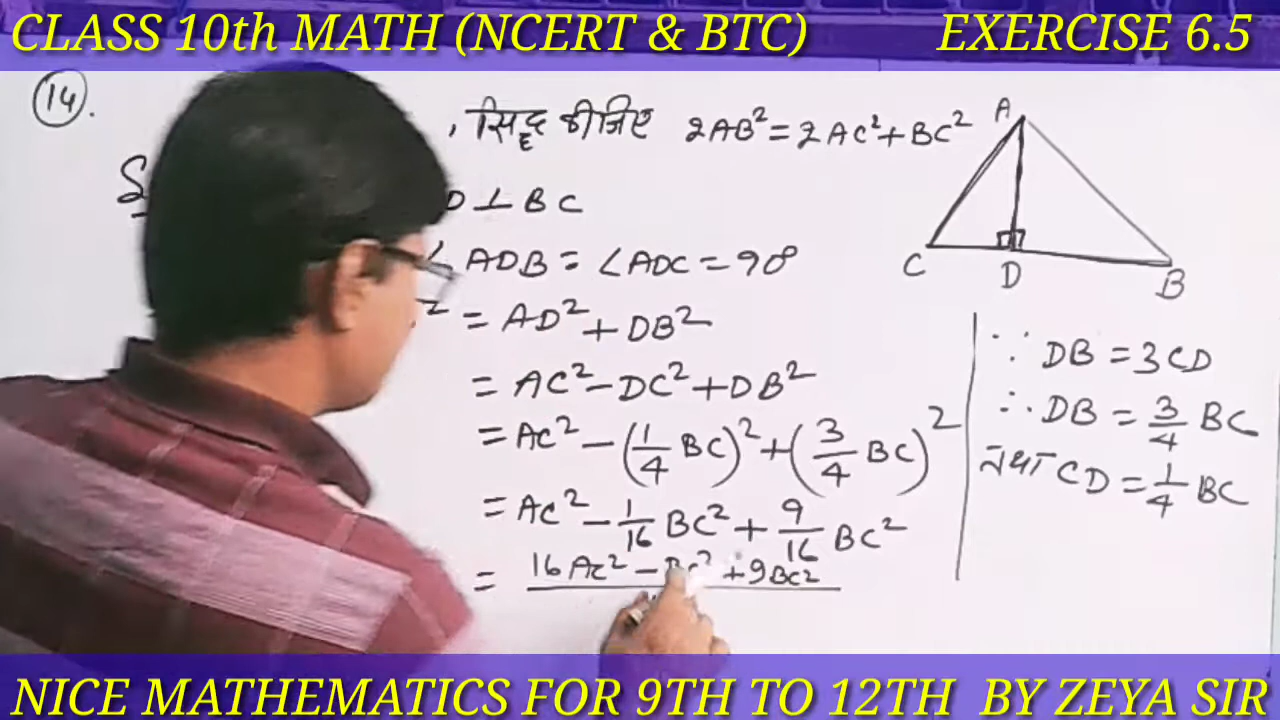 CLASS 10th MATH (NCERT & BTC) EXERCISE 6.5
14.
, सिद्ध कीजिए 2AB² = 2AC² + BC²
A
D ⊥ BC
∠ADB = ∠ADC = 90°
C D B
² = AD² + DB²
∵ DB = 3CD
= AC² - DC² + DB²
∴ DB = 3/4 BC
= AC² - (1/4 BC)² + (3/4 BC)²
तथा CD = 1/4 BC
= AC² - 1/16 BC² + 9/16 BC²
= 16AC² - BC² + 9BC²
NICE MATHEMATICS FOR 9TH TO 12TH BY ZEYA SIR